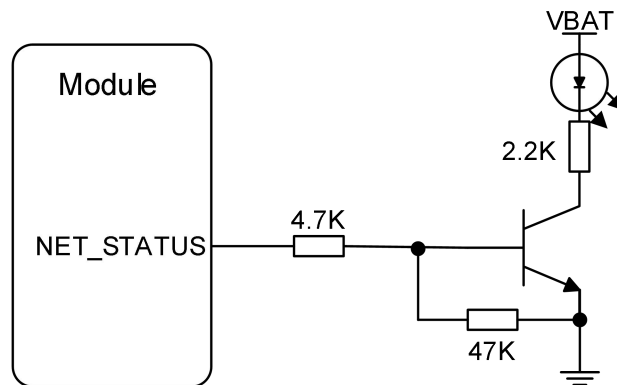 VBAT
Module
2.2K
4.7K
NET_STATUS
47K